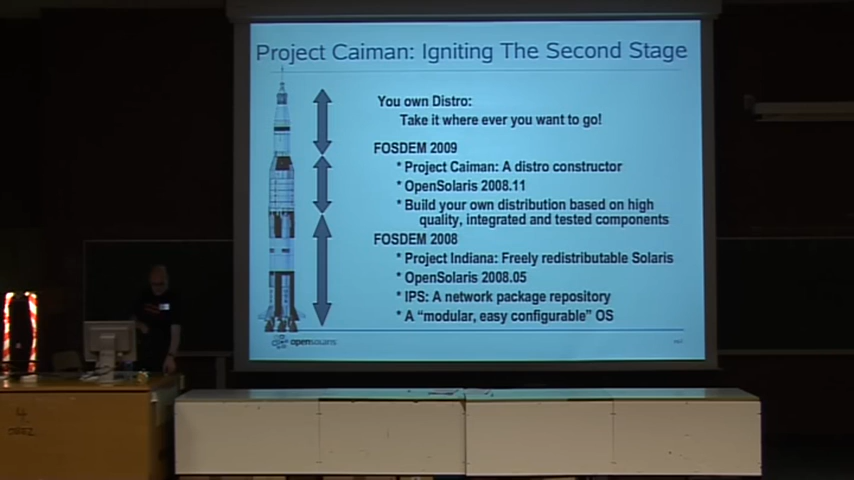 Project Caiman: Igniting The Second Stage
You own Distro:
Take it where ever you want to go!
FOSDEM 2009
* Project Caiman: A distro constructor
* OpenSolaris 2008.11
* Build your own distribution based on high
quality, integrated and tested components
FOSDEM 2008
* Project Indiana: Freely redistributable Solaris
* OpenSolaris 2008.05
* IPS: A network package repository
* A “modular, easy configurable” OS
opensolaris